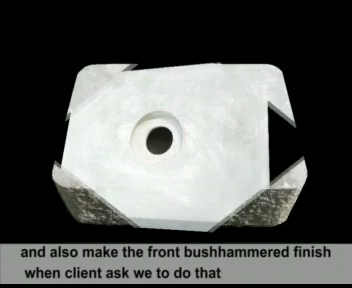 and also make the front bushhammered finish
when client ask we to do that